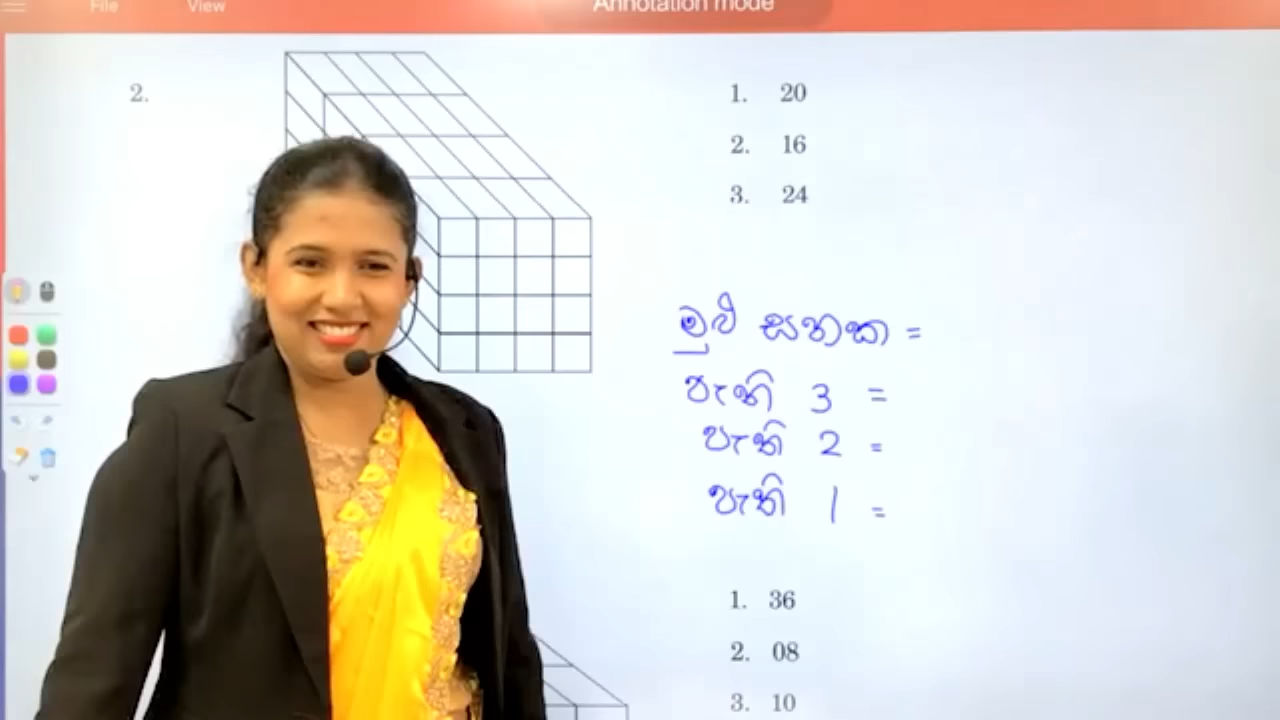 File View Annotation mode
2.
1. 20
2. 16
3. 24
මුළු ඝනක =
පැති 3 =
පැති 2 =
පැති 1 =
1. 36
2. 08
3. 10